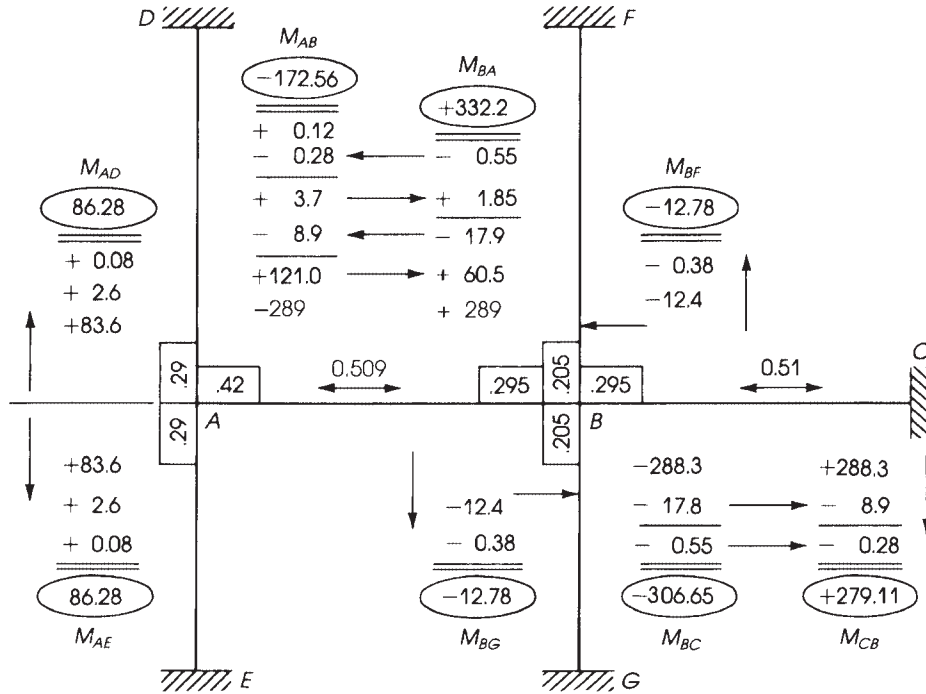 D
F
M_AB
-172.56
+ 0.12
- 0.28
+ 3.7
- 8.9
+121.0
-289
M_BA
+332.2
- 0.55
+ 1.85
- 17.9
+ 60.5
+ 289
M_AD
86.28
+ 0.08
+ 2.6
+83.6
M_BF
-12.78
- 0.38
-12.4
.29
.42
0.509
.295
.205
.295
0.51
C
.29
A
.205
B
+83.6
+ 2.6
+ 0.08
86.28
M_AE
-12.4
- 0.38
-12.78
M_BG
-288.3
- 17.8
- 0.55
-306.65
M_BC
+288.3
- 8.9
- 0.28
+279.11
M_CB
E
G